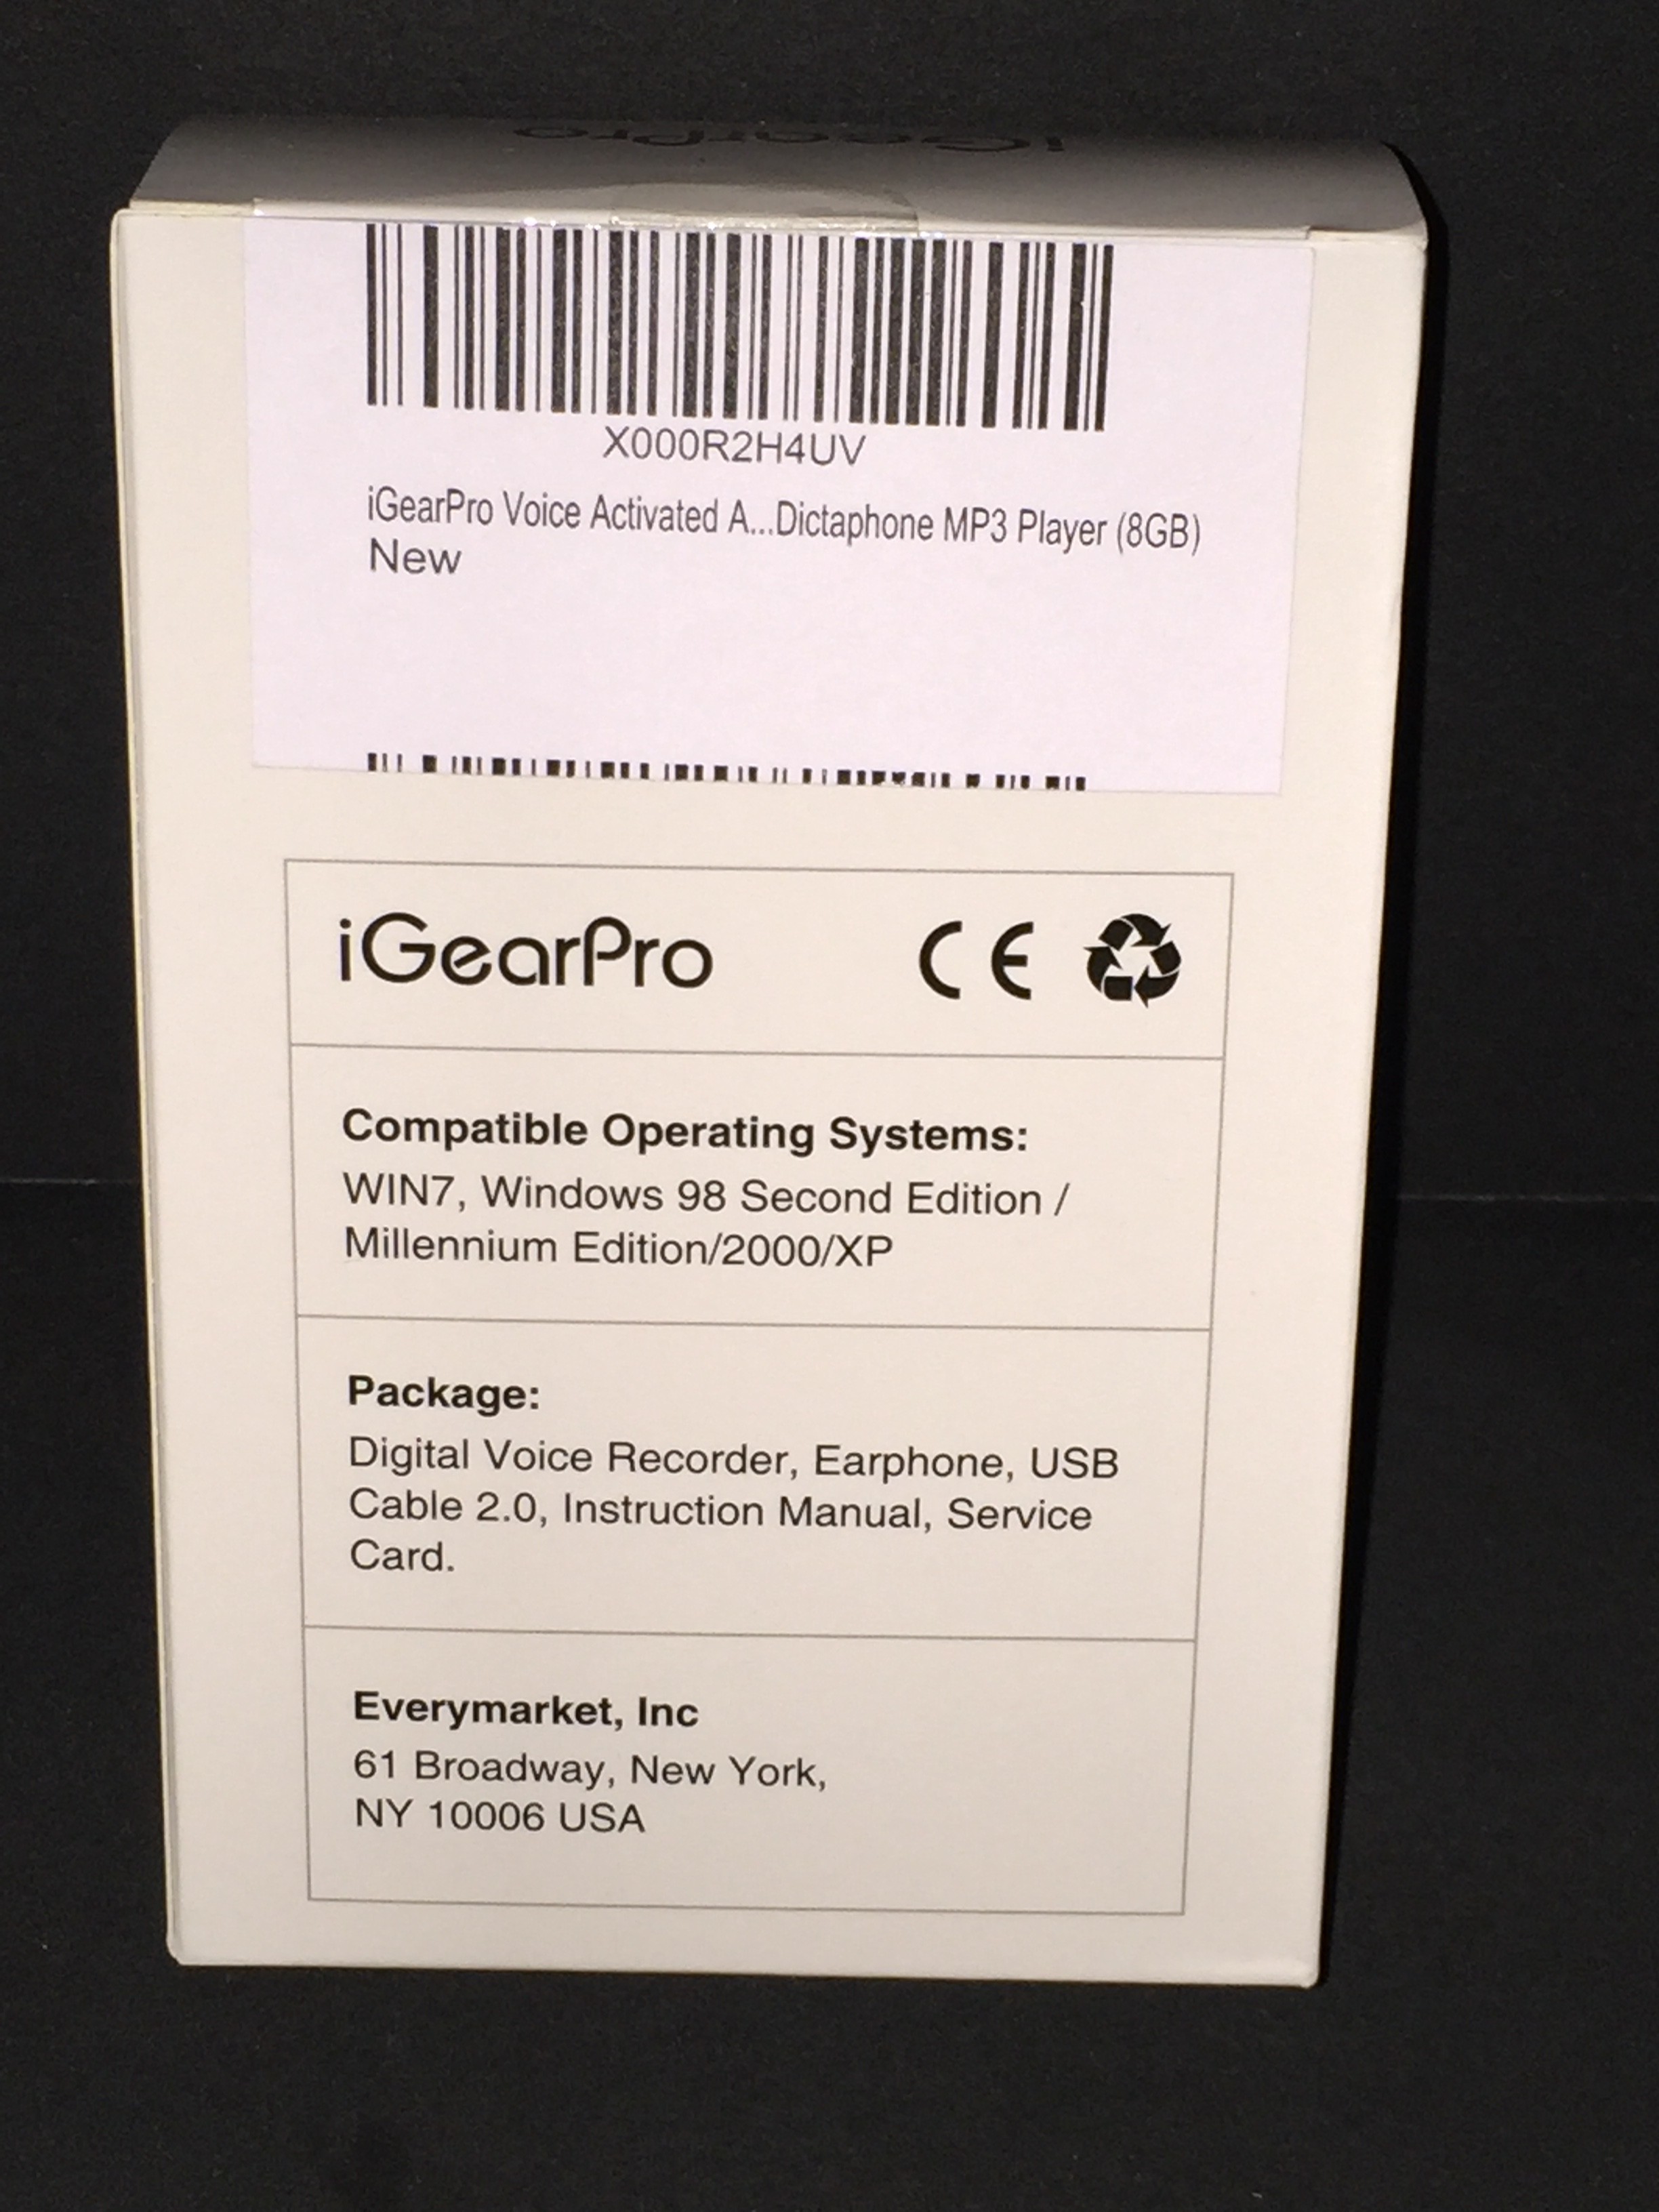 iGearPro
X000R2H4UV
iGearPro Voice Activated A...Dictaphone MP3 Player (8GB)
New
iGearPro CE
Compatible Operating Systems:
WIN7, Windows 98 Second Edition /
Millennium Edition/2000/XP
Package:
Digital Voice Recorder, Earphone, USB
Cable 2.0, Instruction Manual, Service
Card.
Everymarket, Inc
61 Broadway, New York,
NY 10006 USA